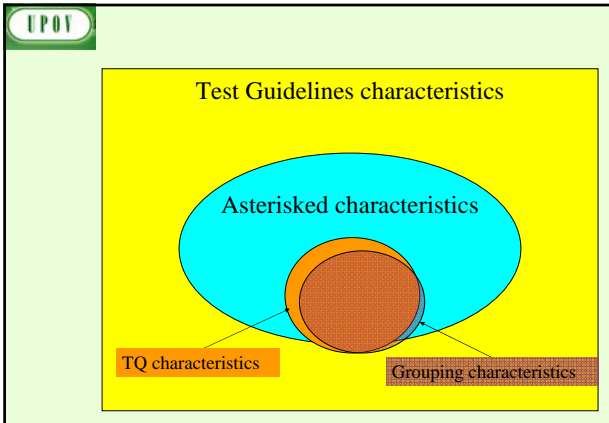 UPOV
Test Guidelines characteristics
Asterisked characteristics
TQ characteristics
Grouping characteristics